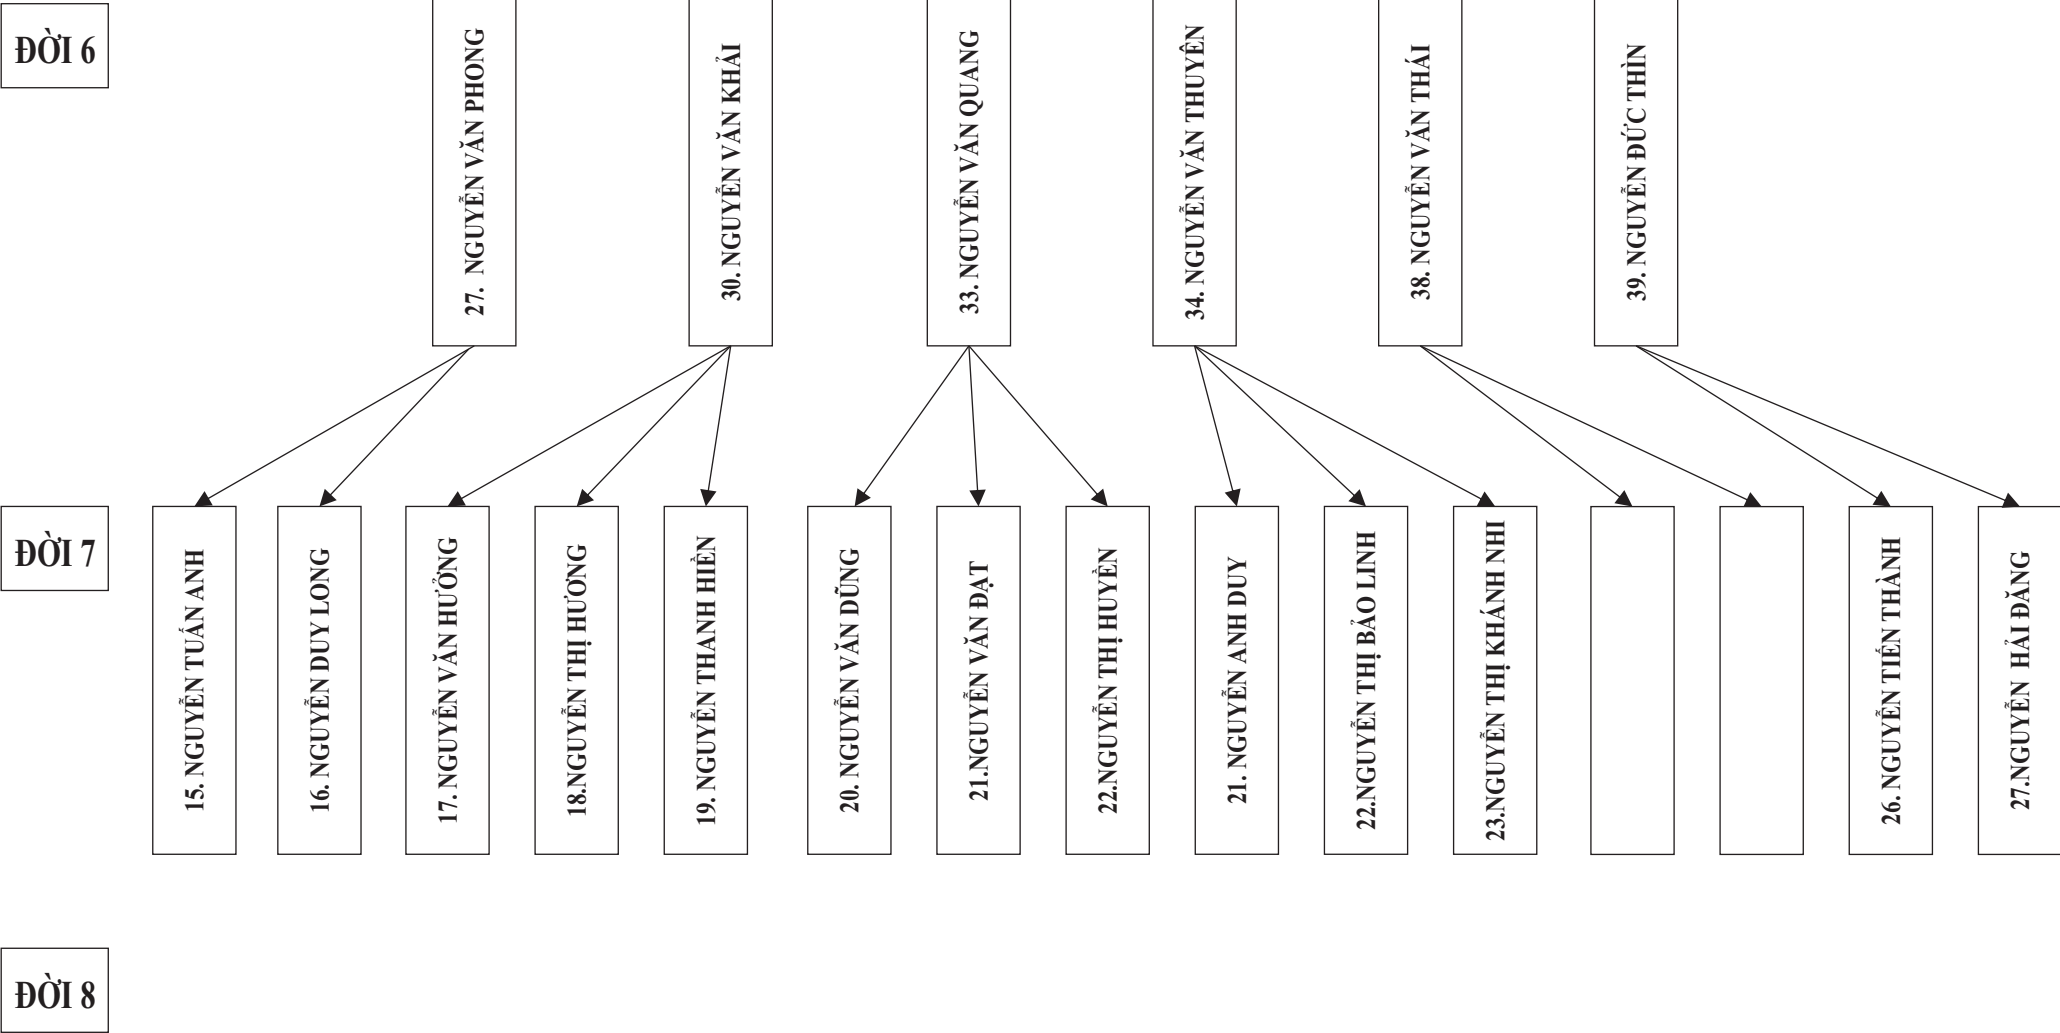 ĐỜI 6
27. NGUYỄN VĂN PHONG
30. NGUYỄN VĂN KHẢI
33. NGUYỄN VĂN QUANG
34. NGUYỄN VĂN THUYÊN
38. NGUYỄN VĂN THÁI
39. NGUYỄN ĐỨC THÌN
ĐỜI 7
15. NGUYỄN TUẤN ANH
16. NGUYỄN DUY LONG
17. NGUYỄN VĂN HƯỞNG
18.NGUYỄN THỊ HƯƠNG
19. NGUYỄN THANH HIỀN
20. NGUYỄN VĂN DŨNG
21.NGUYỄN VĂN ĐẠT
22.NGUYỄN THỊ HUYỀN
21. NGUYỄN ANH DUY
22.NGUYỄN THỊ BẢO LINH
23.NGUYỄN THỊ KHÁNH NHI
26. NGUYỄN TIẾN THÀNH
27.NGUYỄN HẢI ĐĂNG
ĐỜI 8